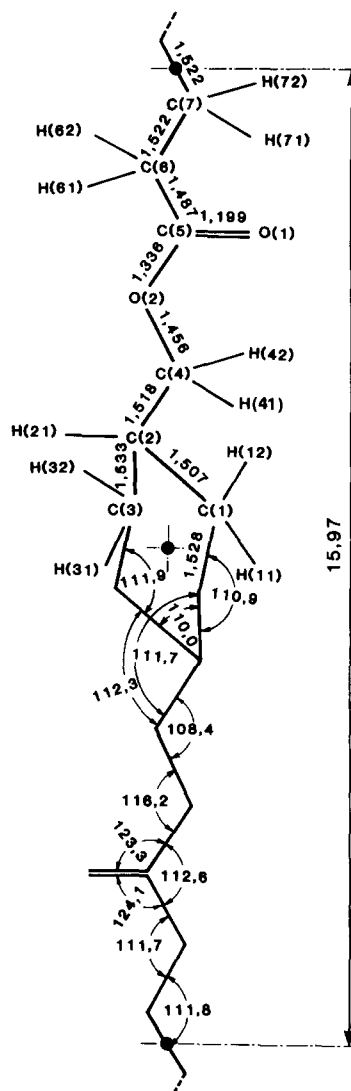 1,522
H(72)
C(7)
H(62)
H(71)
1,522
C(6)
H(61)
1,487
1,199
C(5)
O(1)
1,336
O(2)
1,456
H(42)
C(4)
1,518
H(41)
H(21)
C(2)
H(12)
H(32)
1,533
1,507
C(3)
C(1)
15,97
1,528
H(31)
H(11)
111,9
110,9
110,0
111,7
112,3
108,4
116,2
123,3
112,6
124,1
111,7
111,8